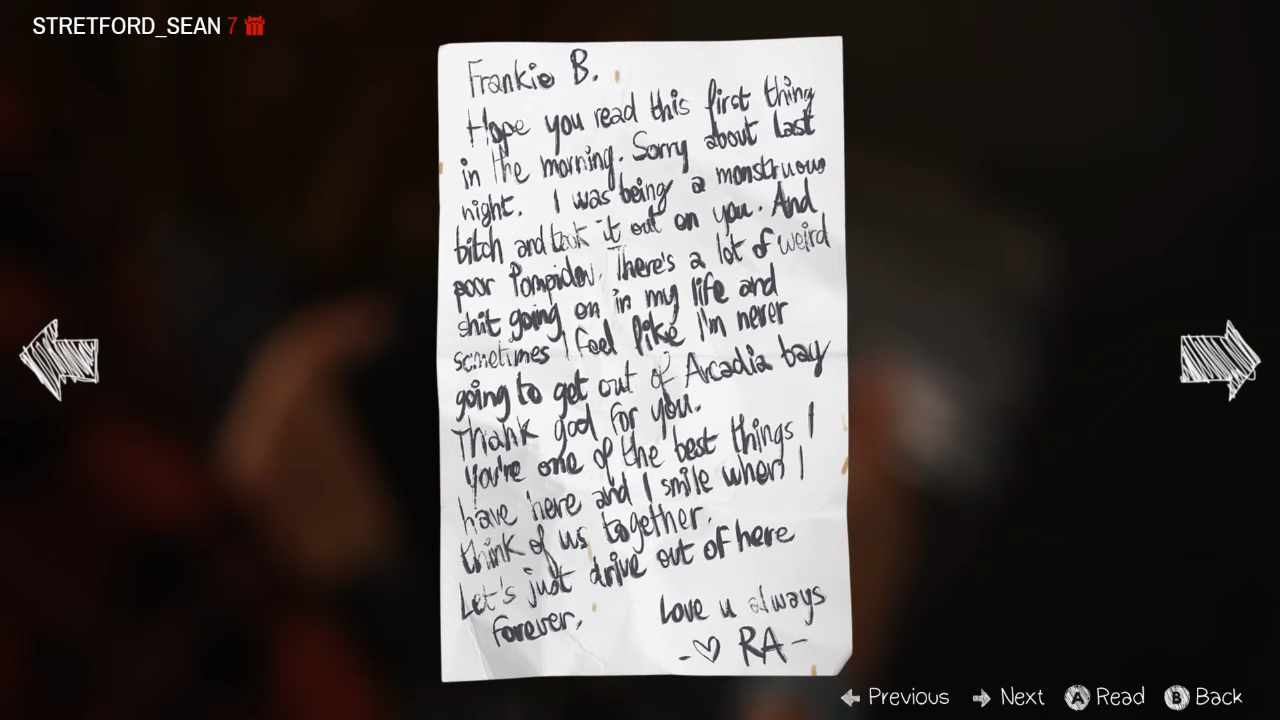 STRETFORD_SEAN 7
Frankie B.
Hope you read this first thing
in the morning. Sorry about last
night. I was being a monstruous
bitch and took it out on you. And
poor Pompidou. There's a lot of weird
shit going on in my life and
sometimes I feel like I'm never
going to get out of Arcadia bay
Thank god for you.
You're one of the best things I
have here and I smile when I
think of us together.
Let's just drive out of here
forever.
Love u always
-♡ RA-
Previous Next A Read B Back